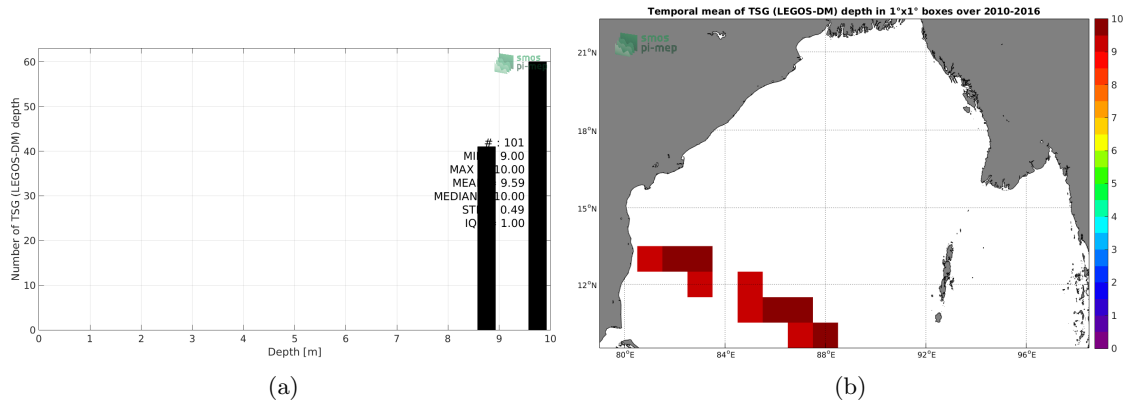 Temporal mean of TSG (LEGOS-DM) depth in 1°x1° boxes over 2010-2016
smos
pi-mep
Number of TSG (LEGOS-DM) depth
60
50
40
30
20
10
0
# : 101
MI 9.00
MAX 10.00
MEA 9.59
MEDIAN 10.00
ST 0.49
IQ 1.00
0 1 2 3 4 5 6 7 8 9 10
Depth [m]
(a)
smos
pi-mep
21°N
18°N
15°N
12°N
80°E 84°E 88°E 92°E 96°E
10
9
8
7
6
5
4
3
2
1
0
(b)